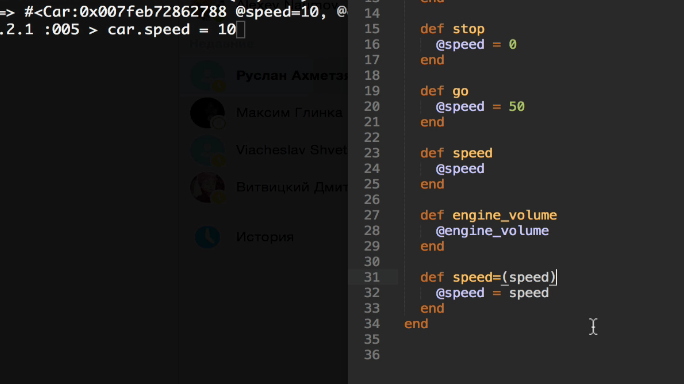 => #<Car:0x007feb72862788 @speed=10, @
.2.1 :005 > car.speed = 10
Руслан Ахметзя
Максим Глинка
Viacheslav Shvet
Витвицкий Дмит
История
14
15 def stop
16 @speed = 0
17 end
18
19 def go
20 @speed = 50
21 end
22
23 def speed
24 @speed
25 end
26
27 def engine_volume
28 @engine_volume
29 end
30
31 def speed=(speed)
32 @speed = speed
33 end
34 end
35
36